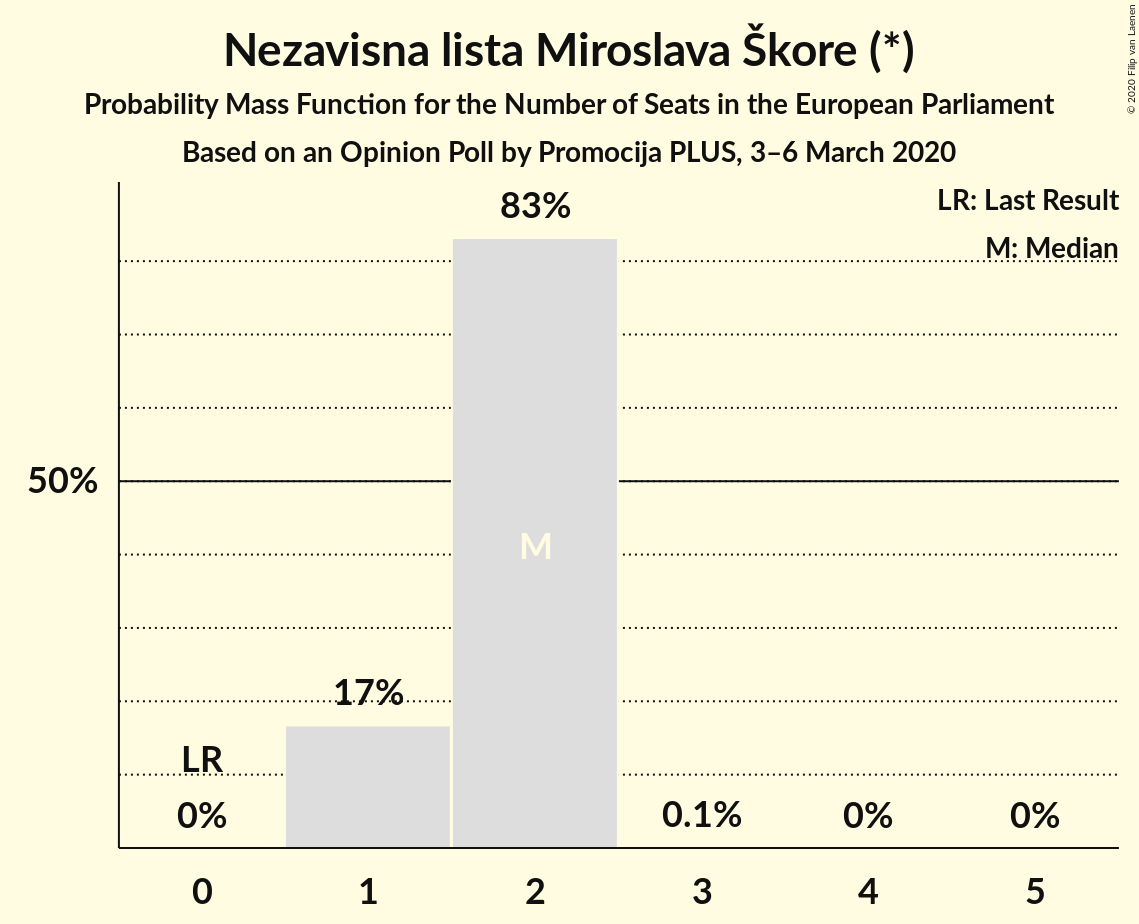 Nezavisna lista Miroslava Škore (*)
Probability Mass Function for the Number of Seats in the European Parliament
Based on an Opinion Poll by Promocija PLUS, 3–6 March 2020
© 2020 Filip van Laenen
LR: Last Result
M: Median
83%
50%
M
17%
LR
0%
0.1%
0%
0%
0 1 2 3 4 5